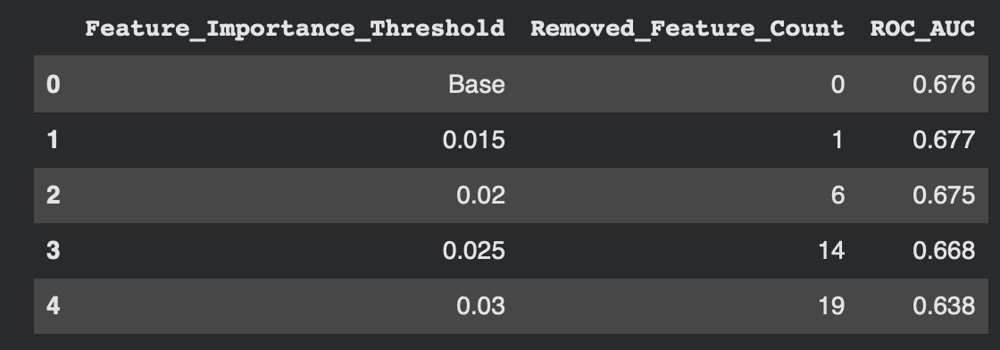 Feature_Importance_Threshold Removed_Feature_Count ROC_AUC
0 Base 0 0.676
1 0.015 1 0.677
2 0.02 6 0.675
3 0.025 14 0.668
4 0.03 19 0.638